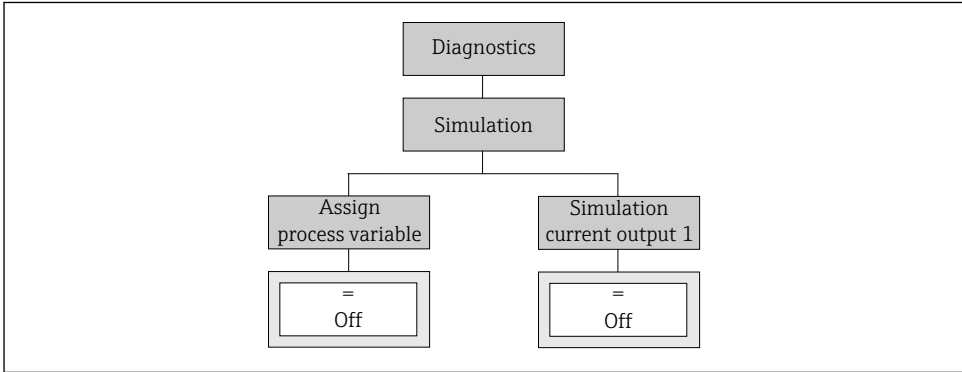 Diagnostics
Simulation
Assign
process variable
Simulation
current output 1
=
Off
=
Off